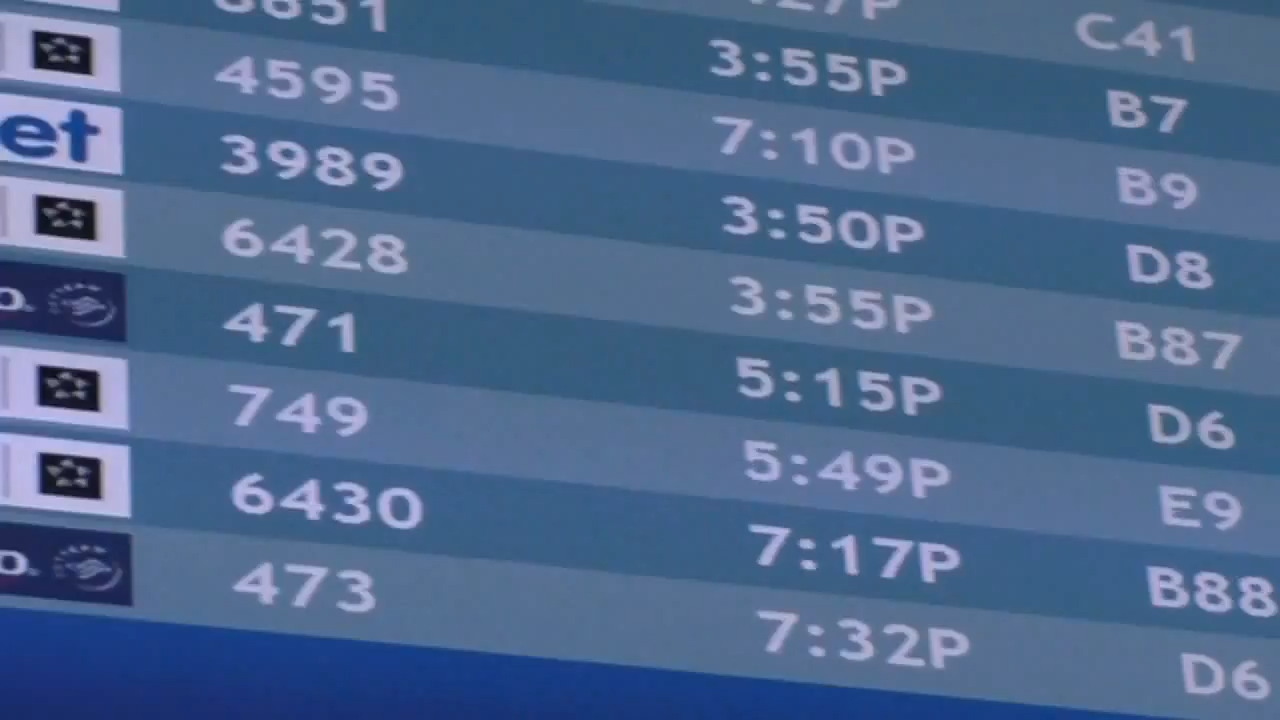 C41
3:55P B7
4595 7:10P B9
et 3989 3:50P D8
6428 3:55P B87
o. 471 5:15P D6
749 5:49P E9
6430 7:17P B88
o. 473 7:32P D6